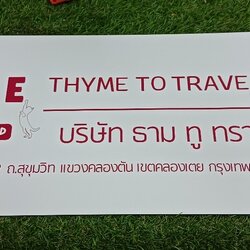 E THYME TO TRAVE
D บริษัท ธาม ทู ทรา
ถ.สุขุมวิท แขวงคลองตัน เขตคลองเตย กรุงเทพ